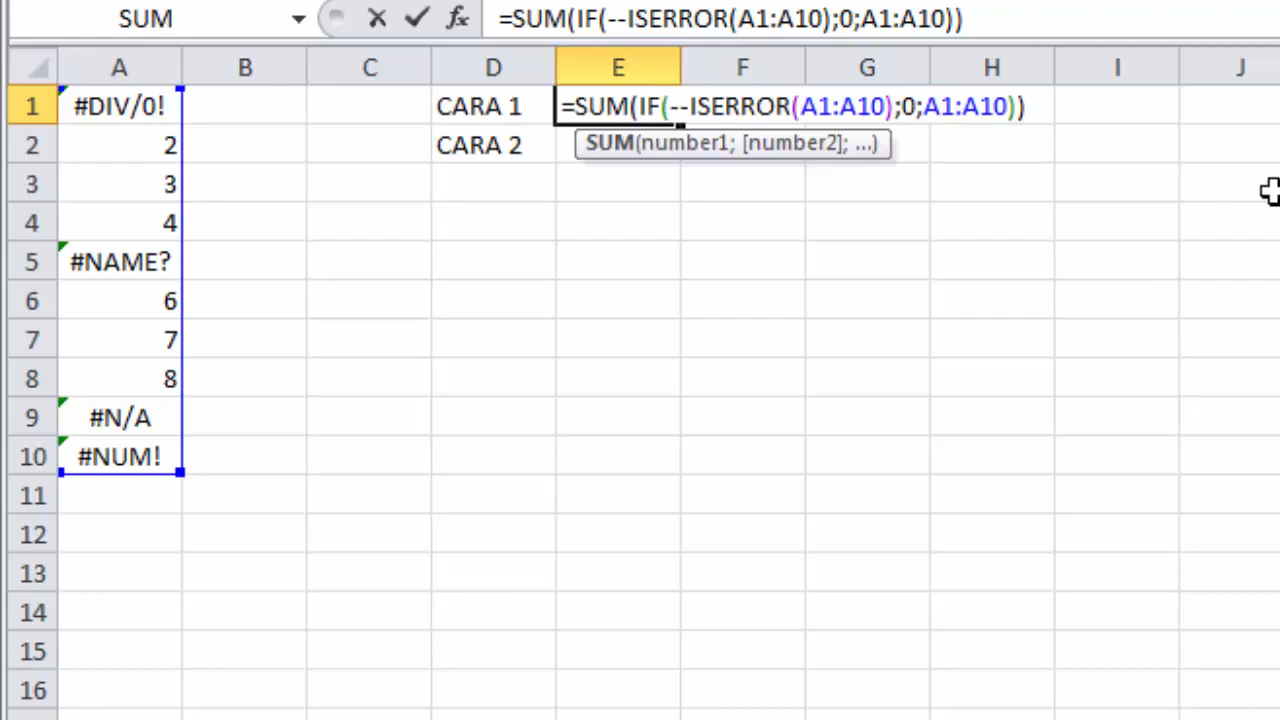 SUM =SUM(IF(--ISERROR(A1:A10);0;A1:A10))
A B C D E F G H I J
1 #DIV/0! CARA 1 =SUM(IF(--ISERROR(A1:A10);0;A1:A10))
2 2 CARA 2 SUM(number1; [number2]; ...)
3 3
4 4
5 #NAME?
6 6
7 7
8 8
9 #N/A
10 #NUM!
11
12
13
14
15
16